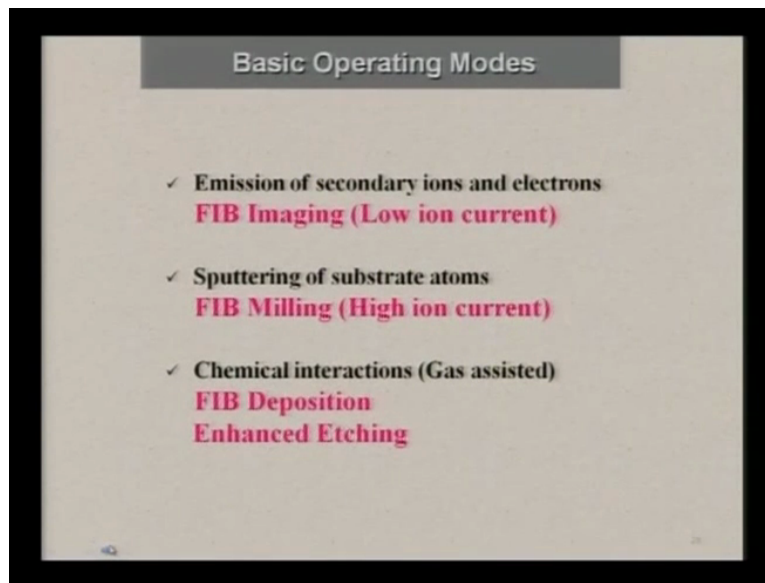 Basic Operating Modes
✓ Emission of secondary ions and electrons
FIB Imaging (Low ion current)
✓ Sputtering of substrate atoms
FIB Milling (High ion current)
✓ Chemical interactions (Gas assisted)
FIB Deposition
Enhanced Etching